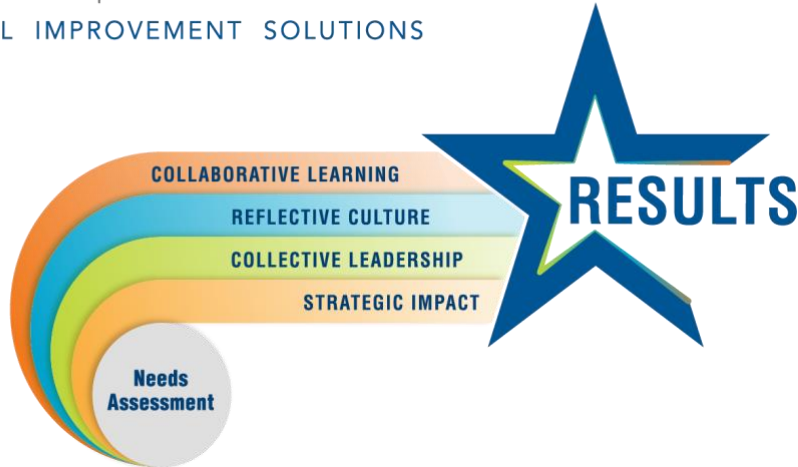 L IMPROVEMENT SOLUTIONS
COLLABORATIVE LEARNING
REFLECTIVE CULTURE
RESULTS
COLLECTIVE LEADERSHIP
STRATEGIC IMPACT
Needs
Assessment